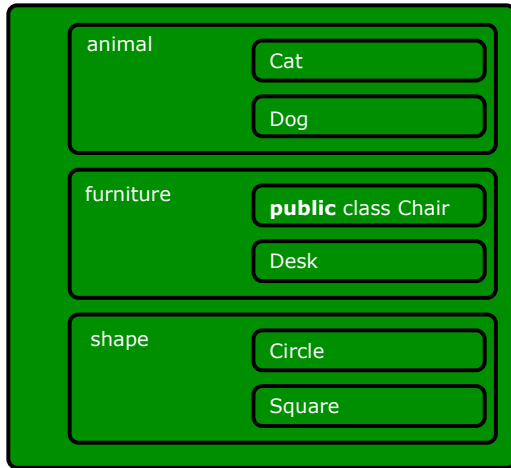 animal
Cat
Dog
furniture
public class Chair
Desk
shape
Circle
Square